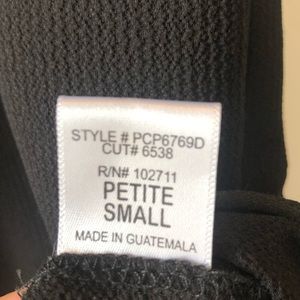 STYLE # PCP6769D
CUT# 6538
R/N# 102711
PETITE
SMALL
MADE IN GUATEMALA